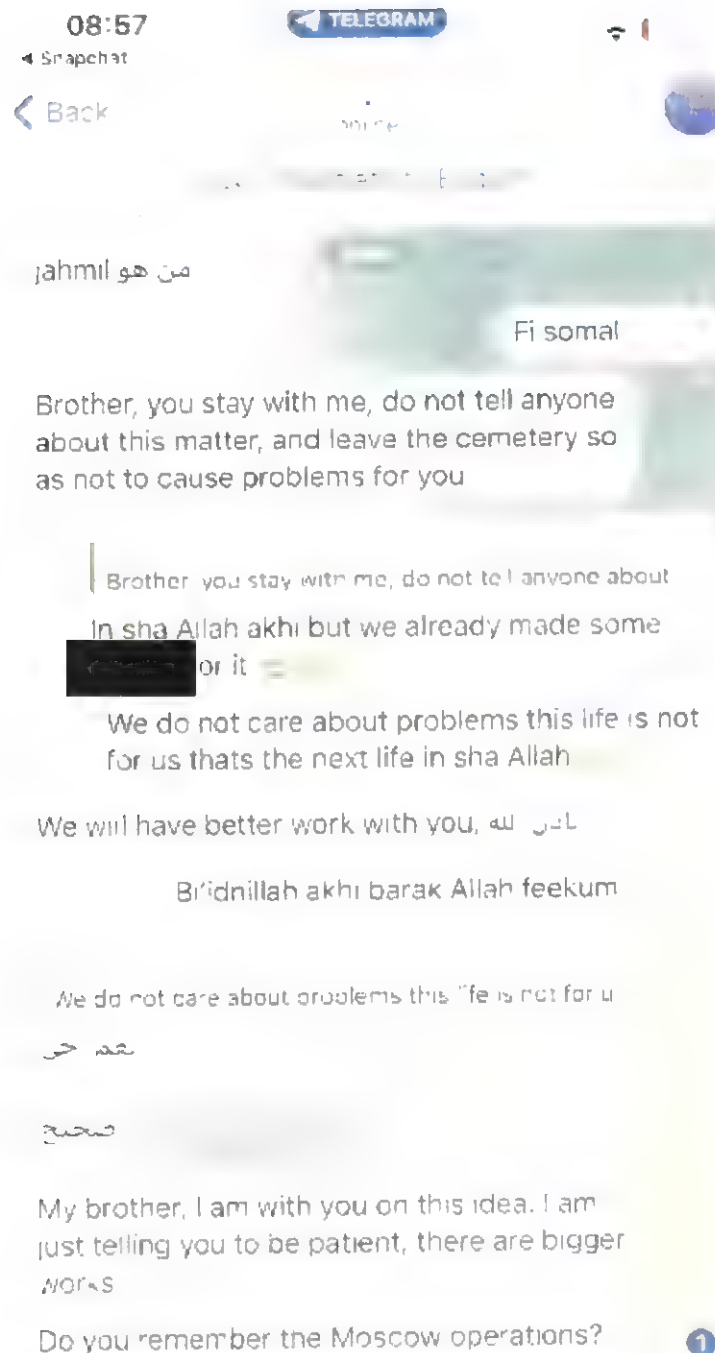 08:57
TELEGRAM
Snapchat
Back
من هو jahmil
Fi somal
Brother, you stay with me, do not tell anyone
about this matter, and leave the cemetery so
as not to cause problems for you
Brother you stay with me, do not tell anyone about
In sha Allah akhi but we already made some
or it
We do not care about problems this life is not
for us thats the next life in sha Allah
We will have better work with you,
Bi'idnillah akhi barak Allah feekum
We do not care about problems this life is not for u
صحيح
My brother, I am with you on this idea. I am
just telling you to be patient, there are bigger
works
Do you remember the Moscow operations?
1